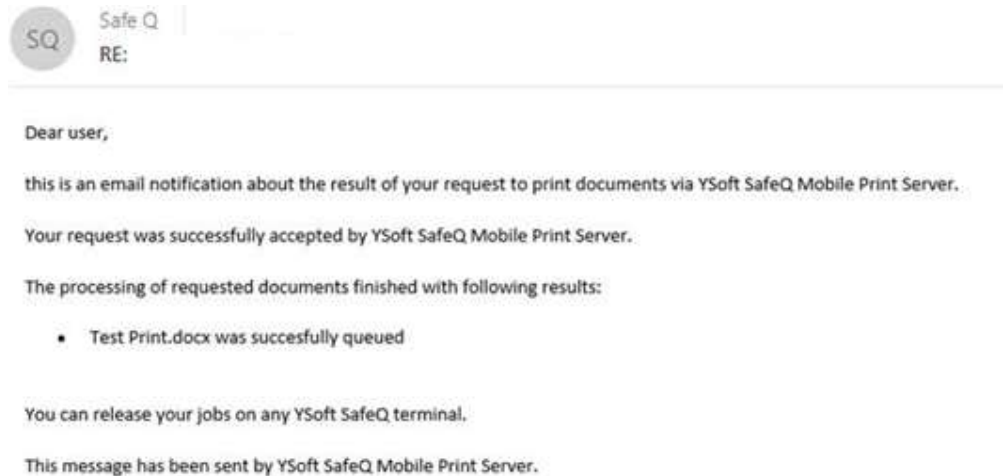 SQ
Safe Q
RE:
Dear user,
this is an email notification about the result of your request to print documents via YSoft SafeQ Mobile Print Server.
Your request was successfully accepted by YSoft SafeQ Mobile Print Server.
The processing of requested documents finished with following results:
• Test Print.docx was succesfully queued
You can release your jobs on any YSoft SafeQ terminal.
This message has been sent by YSoft SafeQ Mobile Print Server.